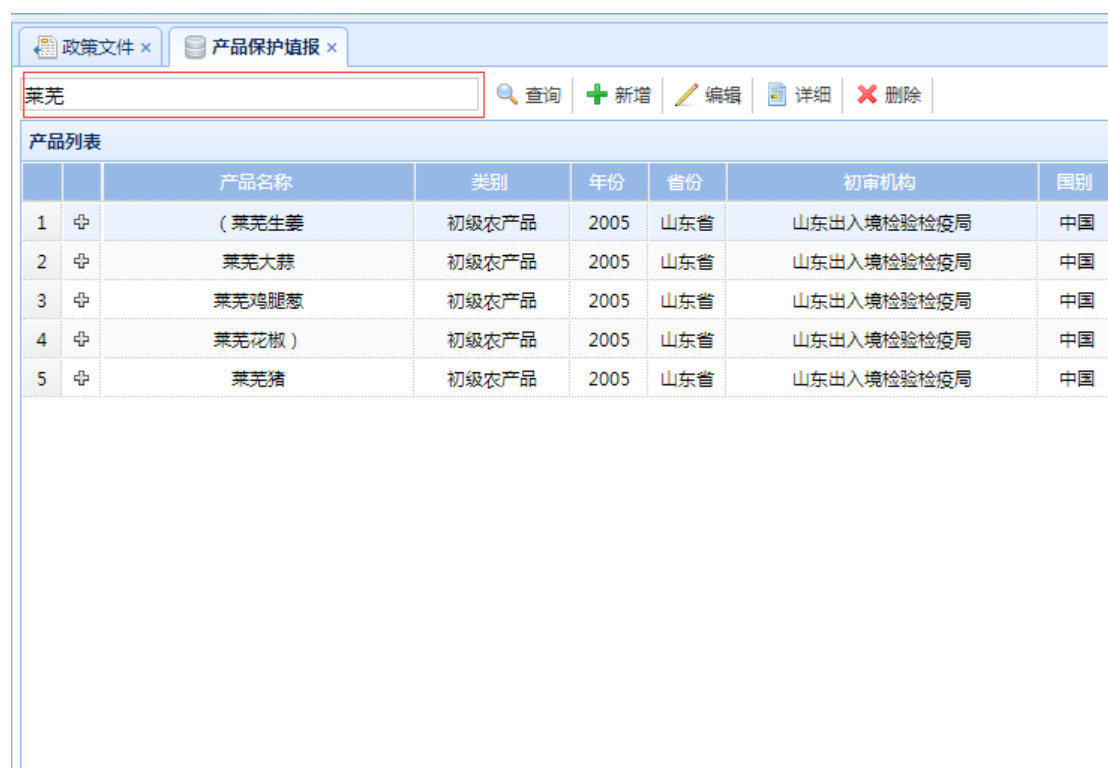 政策文件 × 产品保护填报 ×
莱芜 查询 新增 编辑 详细 删除
产品列表
产品名称 类别 年份 省份 初审机构 国别
1 （莱芜生姜 初级农产品 2005 山东省 山东出入境检验检疫局 中国
2 莱芜大蒜 初级农产品 2005 山东省 山东出入境检验检疫局 中国
3 莱芜鸡腿葱 初级农产品 2005 山东省 山东出入境检验检疫局 中国
4 莱芜花椒） 初级农产品 2005 山东省 山东出入境检验检疫局 中国
5 莱芜猪 初级农产品 2005 山东省 山东出入境检验检疫局 中国